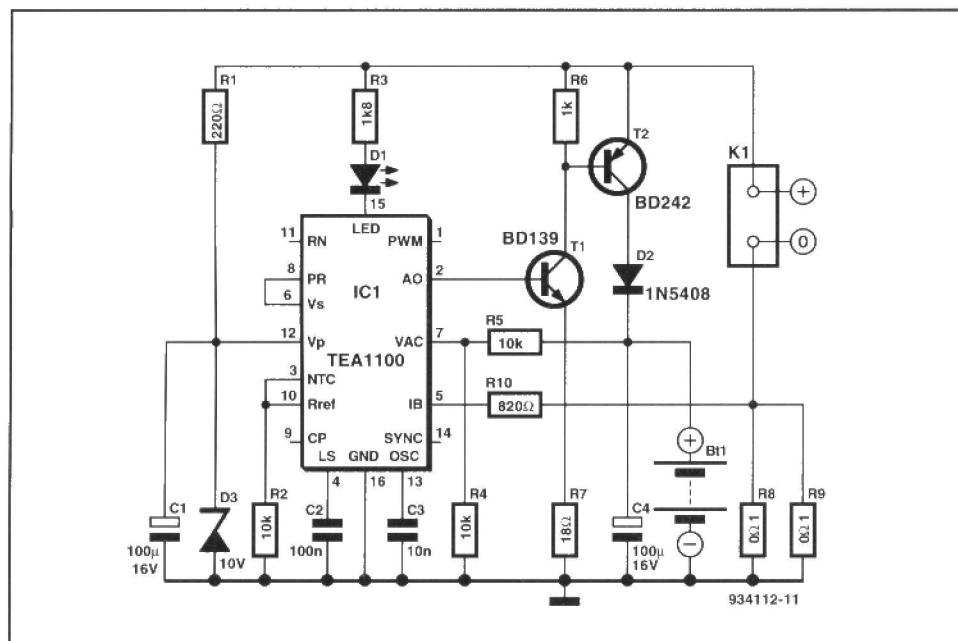 R1
220Ω
R3
1k8
D1
15
R6
1k
T2
BD242
K1
+
0
LED
11 RN
PWM 1
8 PR
6 Vs
IC1
AO 2
BD139
T1
D2
1N5408
12 Vp
TEA1100
VAC 7
R5
10k
3 NTC
10 Rref
IB 5
R10
820Ω
9 CP
SYNC 14
LS GND OSC
4 16 13
+
Bt1
−
C1
100µ
16V
D3
10V
R2
10k
C2
100n
C3
10n
R4
10k
R7
18Ω
C4
100µ
16V
R8
0Ω1
R9
0Ω1
934112-11